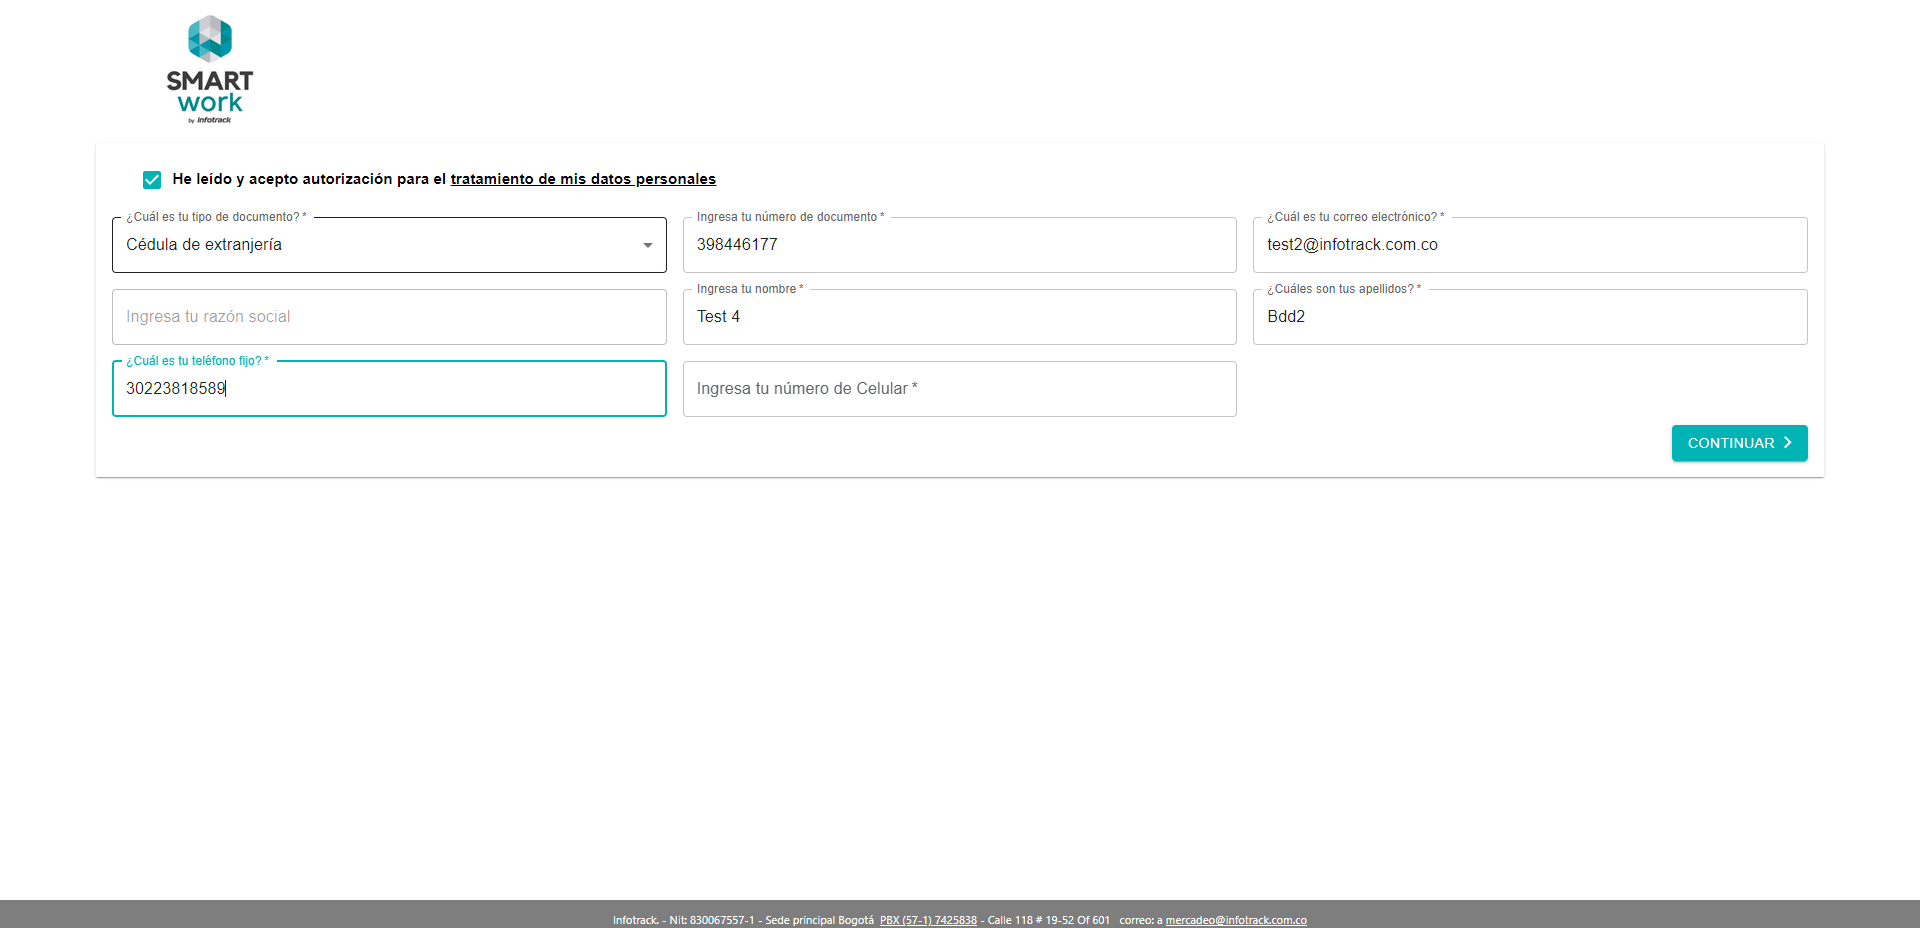 SMART
work
by infotrack
He leído y acepto autorización para el tratamiento de mis datos personales
¿Cuál es tu tipo de documento? *
Cédula de extranjería
Ingresa tu número de documento *
398446177
¿Cuál es tu correo electrónico? *
test2@infotrack.com.co
Ingresa tu razón social
Ingresa tu nombre *
Test 4
¿Cuáles son tus apellidos? *
Bdd2
¿Cuál es tu teléfono fijo? *
30223818589
Ingresa tu número de Celular *
CONTINUAR
Infotrack. - Nit: 830067557-1 - Sede principal Bogotá PBX (57-1) 7425838 - Calle 118 # 19-52 Of 601 correo: a mercadeo@infotrack.com.co